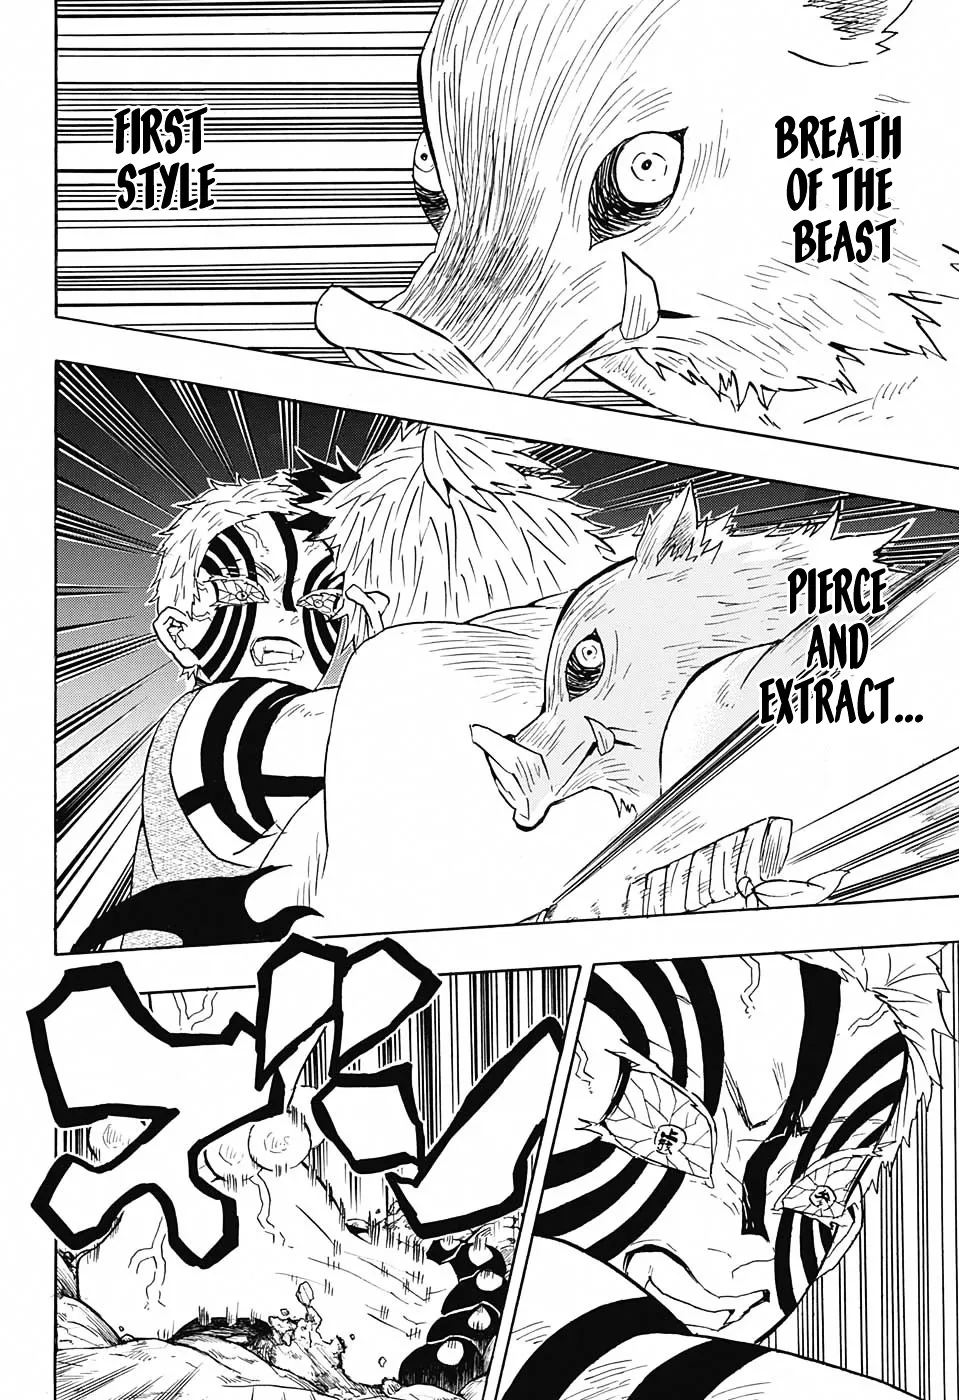 BREATH
OF THE
BEAST
FIRST
STYLE
PIERCE
AND
EXTRACT...